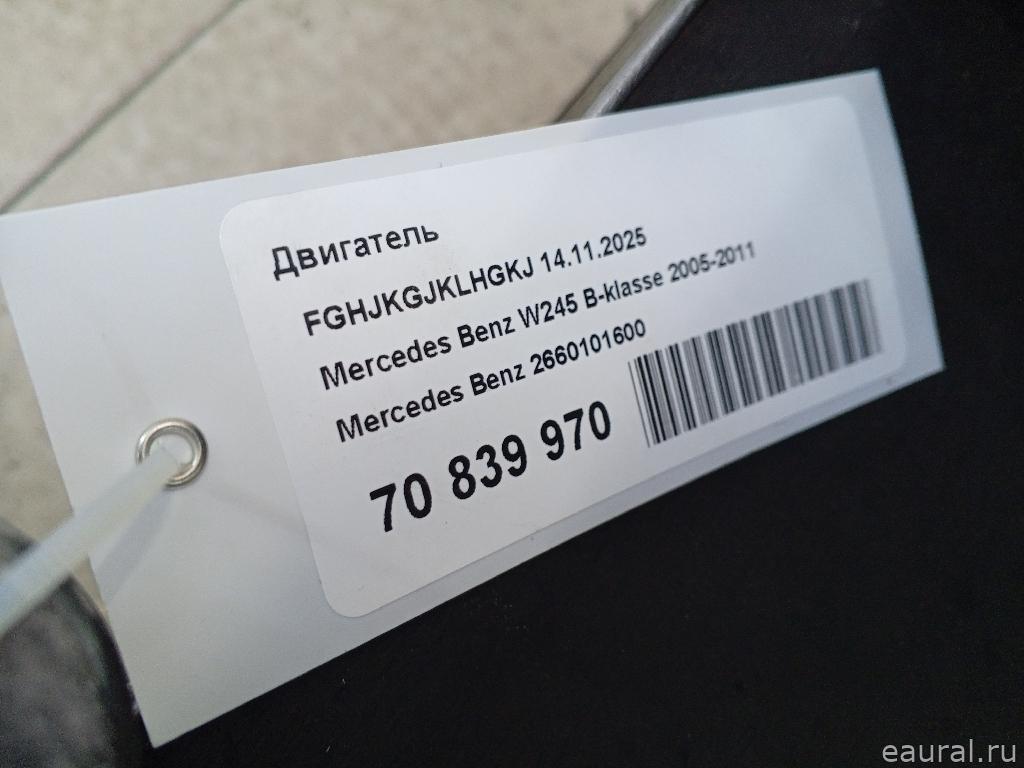 Двигатель
FGHJKGJKLHGKJ 14.11.2025
Mercedes Benz W245 B-klasse 2005-2011
Mercedes Benz 2660101600
70 839 970
eaural.ru